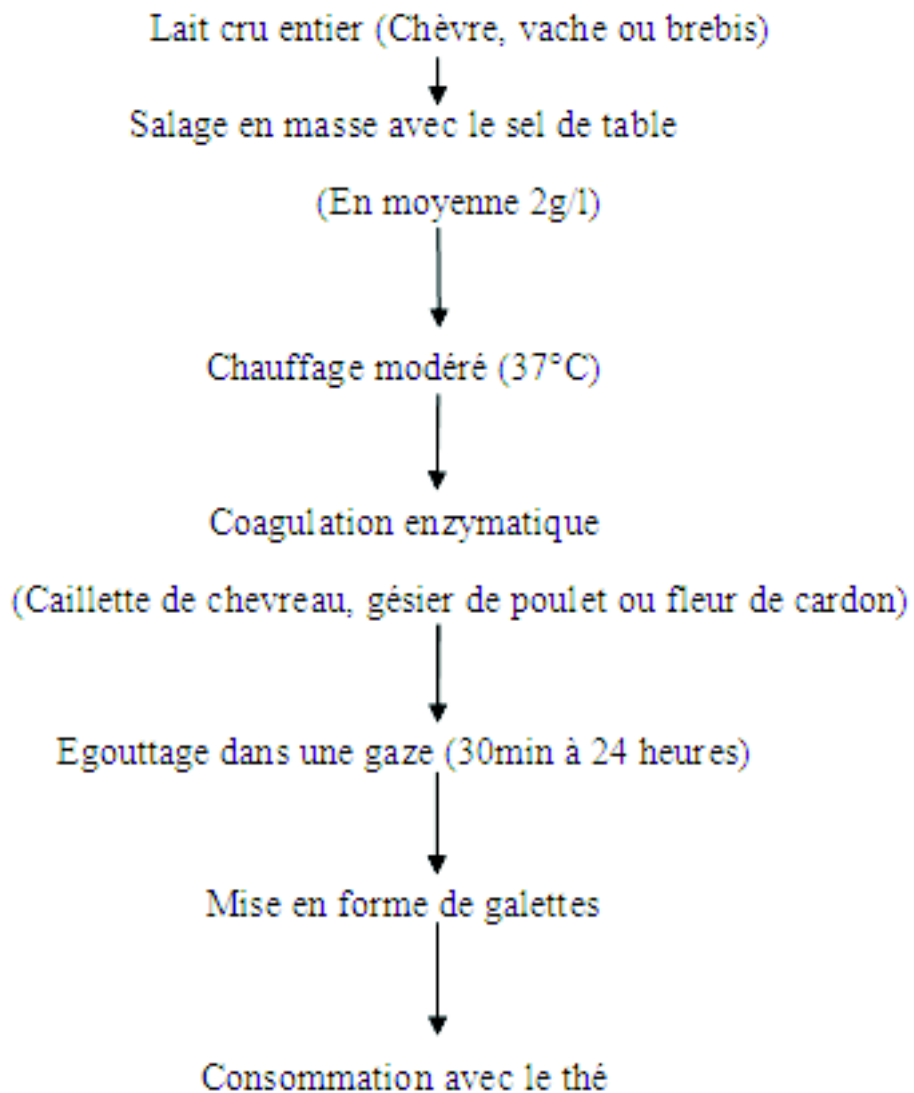 Lait cru entier (Chèvre, vache ou brebis)
Salage en masse avec le sel de table
(En moyenne 2g/l)
Chauffage modéré (37°C)
Coagulation enzymatique
(Caillette de chevreau, gésier de poulet ou fleur de cardon)
Egouttage dans une gaze (30min à 24 heures)
Mise en forme de galettes
Consommation avec le thé